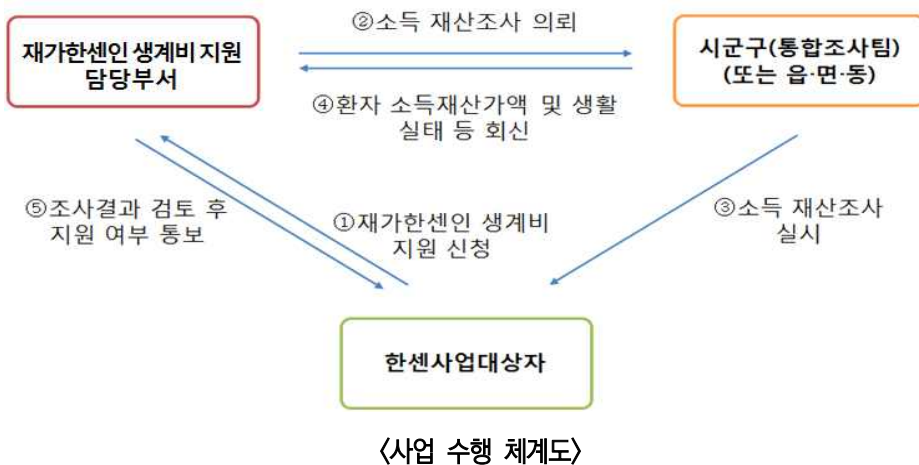 ②소득 재산조사 의뢰
재가한센인 생계비 지원
담당부서
시군구(통합조사팀)
(또는 읍·면·동)
④환자 소득재산가액 및 생활
실태 등 회신
⑤조사결과 검토 후
지원 여부 통보
①재가한센인 생계비
지원 신청
③소득 재산조사
실시
한센사업대상자
〈사업 수행 체계도〉